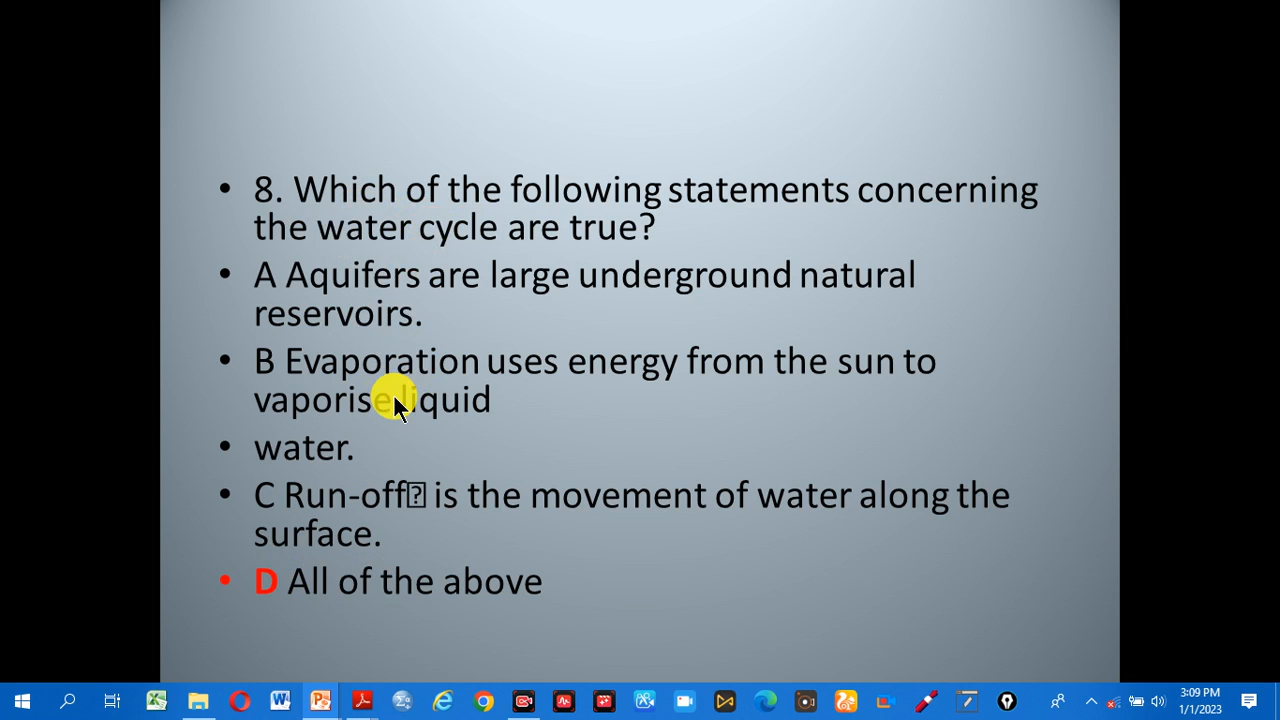 • 8. Which of the following statements concerning
the water cycle are true?
• A Aquifers are large underground natural
reservoirs.
• B Evaporation uses energy from the sun to
vaporise liquid
• water.
• C Run-off⍰ is the movement of water along the
surface.
• D All of the above
3:09 PM
1/1/2023